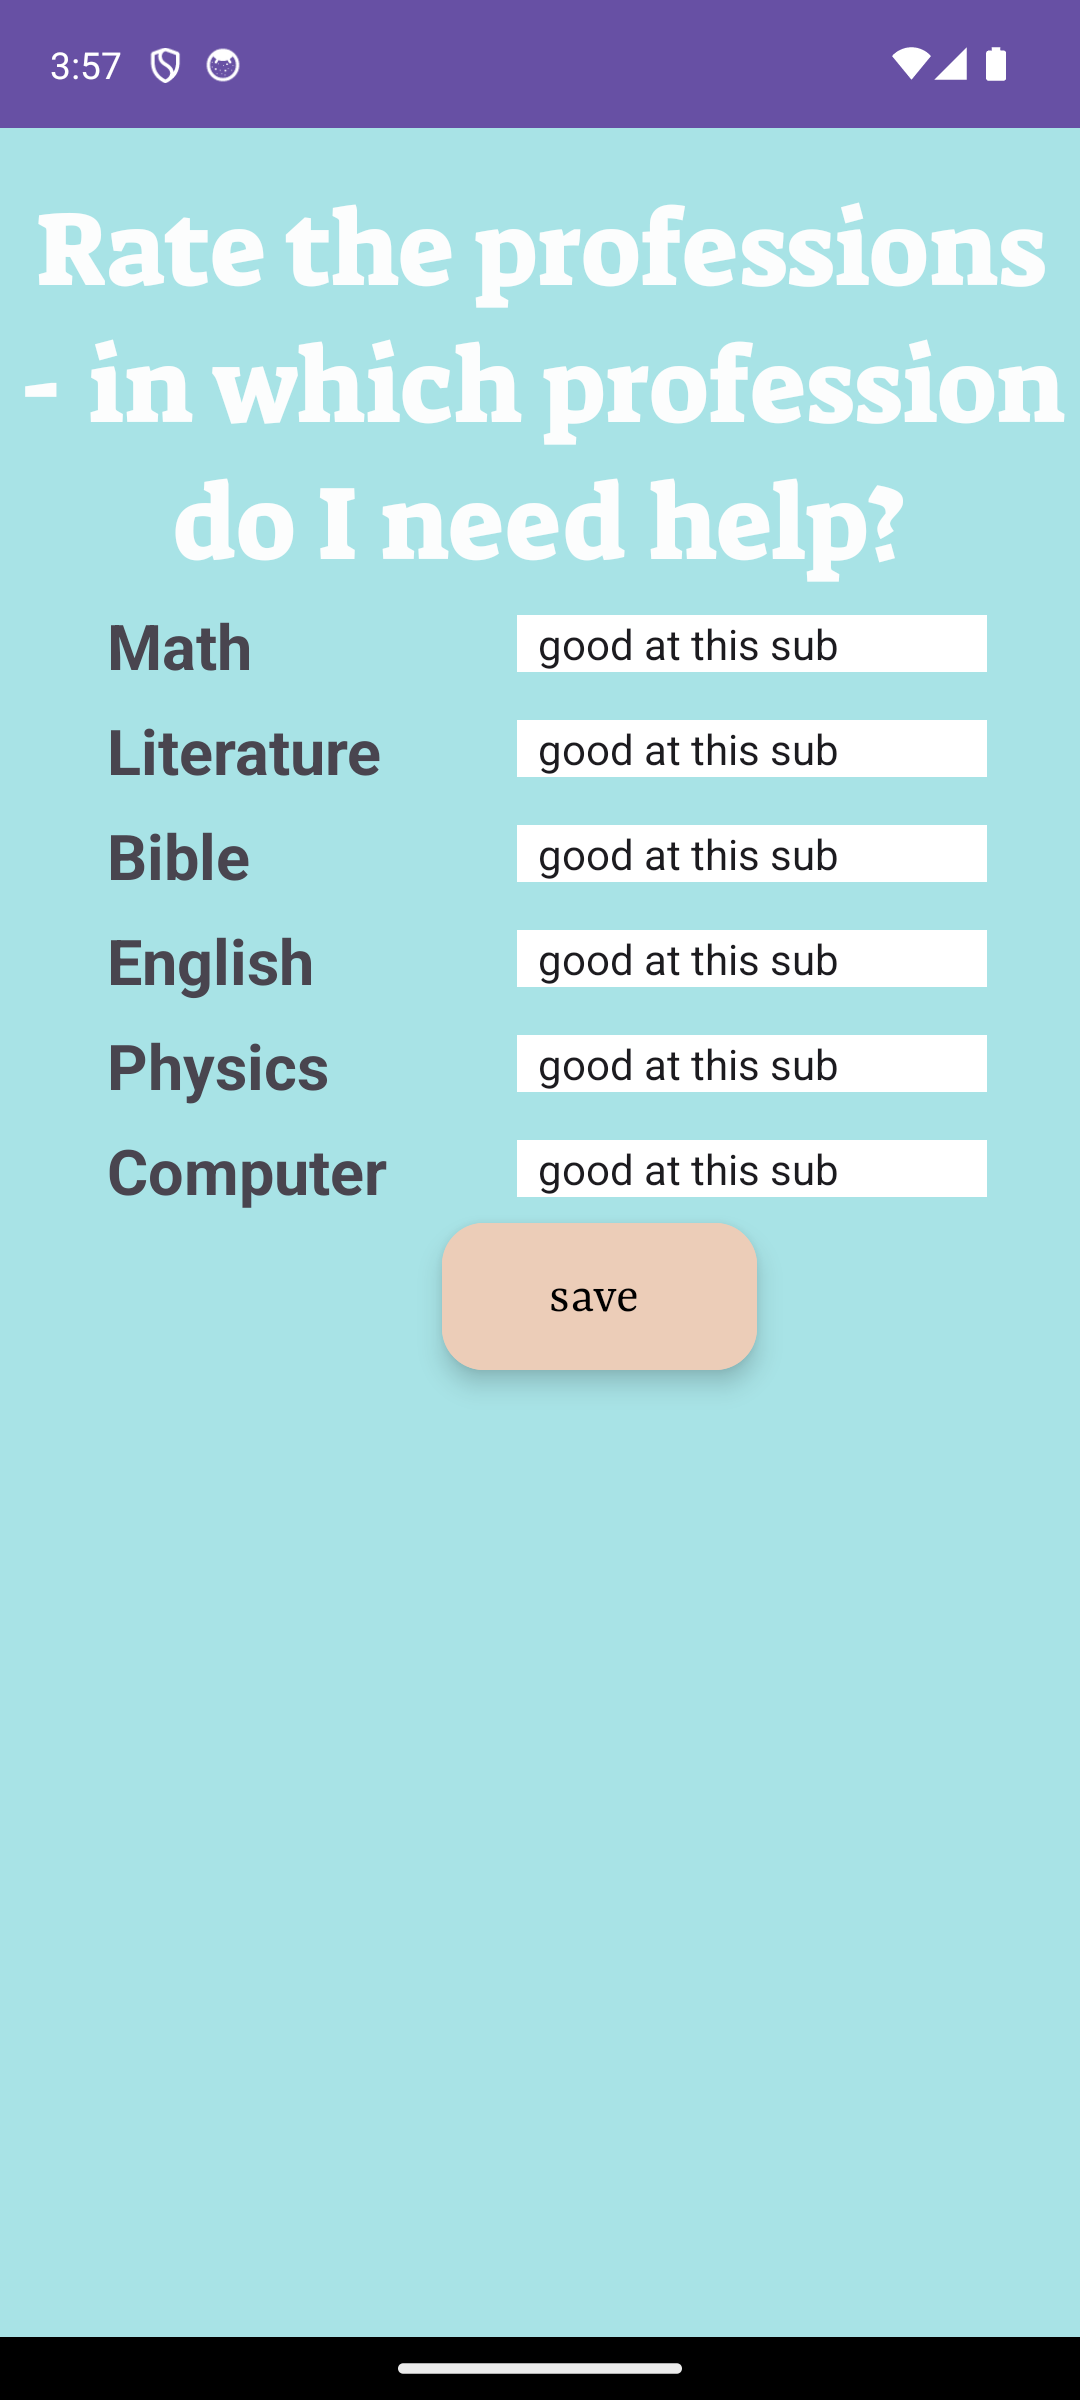 3:57
Rate the professions
- in which profession
do I need help?
Math good at this sub
Literature good at this sub
Bible good at this sub
English good at this sub
Physics good at this sub
Computer good at this sub
save